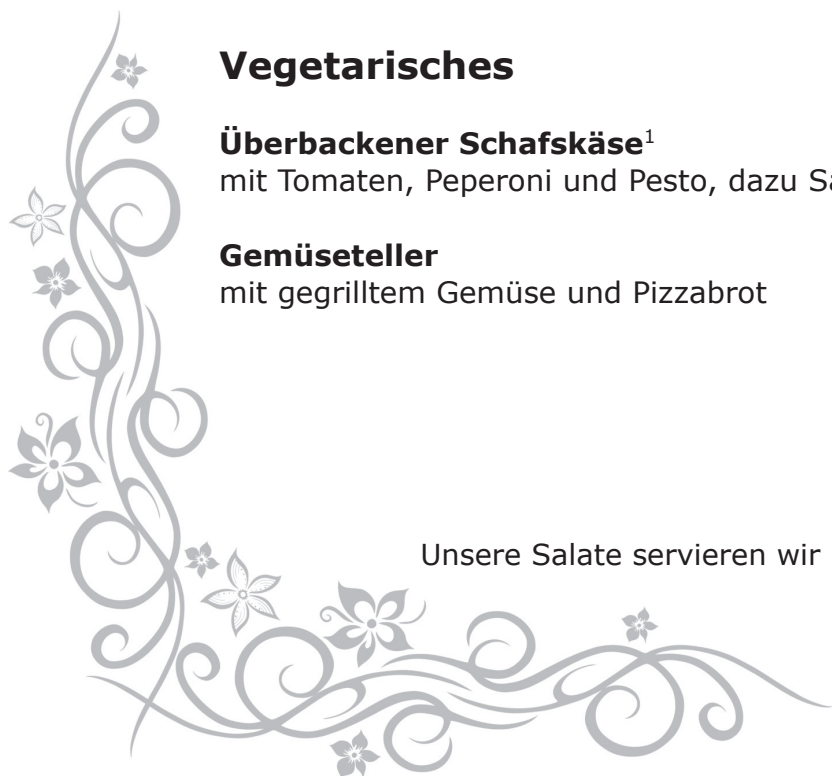 Vegetarisches
Überbackener Schafskäse¹
mit Tomaten, Peperoni und Pesto, dazu
Gemüseteller
mit gegrilltem Gemüse und Pizzabrot
Unsere Salate servieren wir